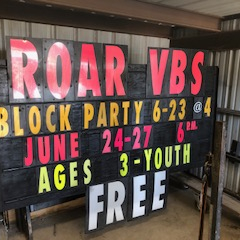 ROAR VBS
BLOCK PARTY 6-23 @ 4
JUNE 24-27 6 P.M.
AGES 3-YOUTH
FREE